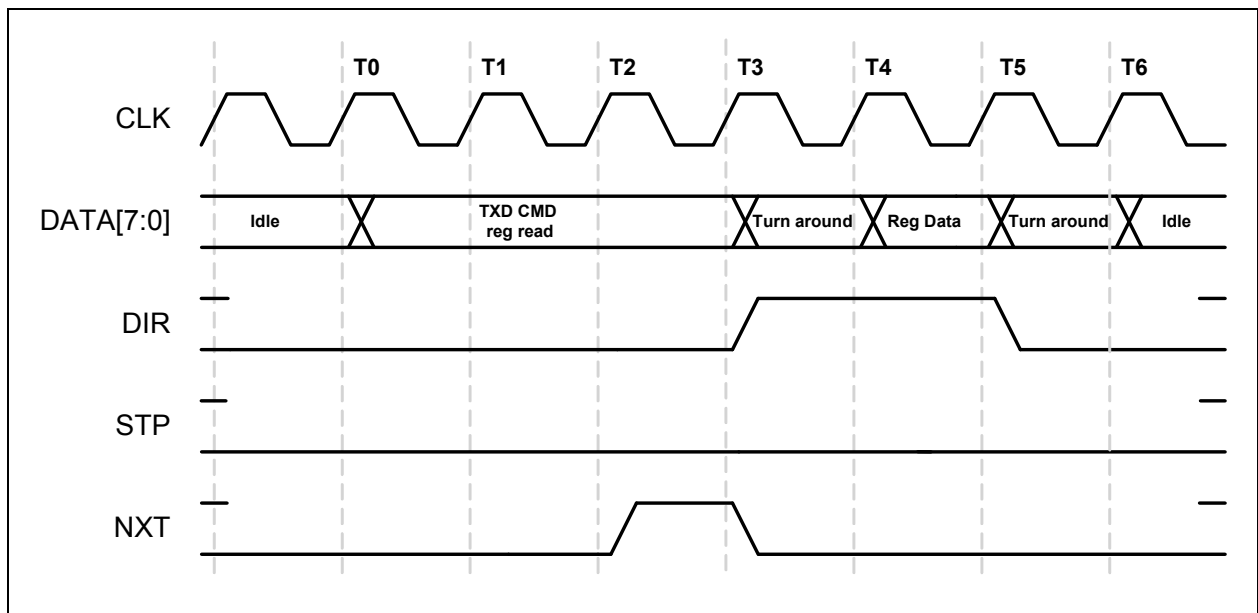 T0 T1 T2 T3 T4 T5 T6
CLK
DATA[7:0]
Idle
TXD CMD
reg read
Turn around
Reg Data
Turn around
Idle
DIR
STP
NXT